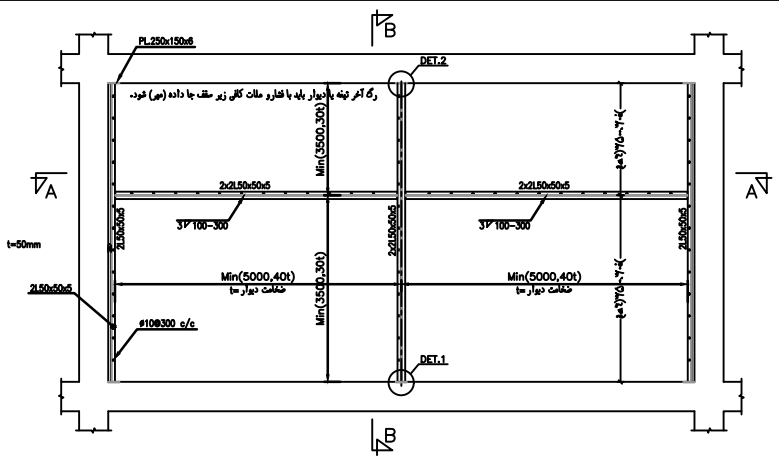 B
PL.250x150x6
DET.2
رگ آخر تیغه یا دیوار باید با فشار و ملات کافی زیر سقف جا داده (مهر) شود.
Min(3500,30t)
A
A
2x2L50x50x5
2x2L50x50x5
3 100-300
3 100-300
2L50x50x5
2x2L50x50x5
2L50x50x5
t=50mm
Min(5000,40t)
ضخامت دیوار =t
Min(5000,40t)
ضخامت دیوار =t
Min(3500,30t)
2L50x50x5
ø10@300 c/c
DET.1
B